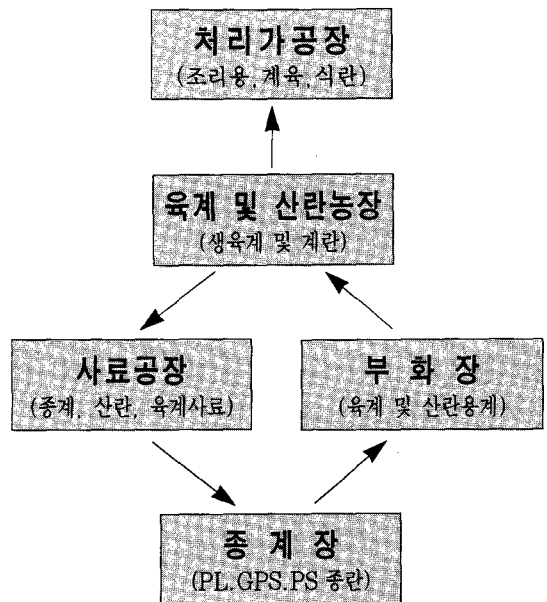 처리가공장
(조리용,계육,식란)
육계 및 산란농장
(생육계 및 계란)
사료공장
(종계, 산란, 육계사료)
부 화 장
(육계 및 산란용계)
종 계 장
(PL.GPS.PS 종란)